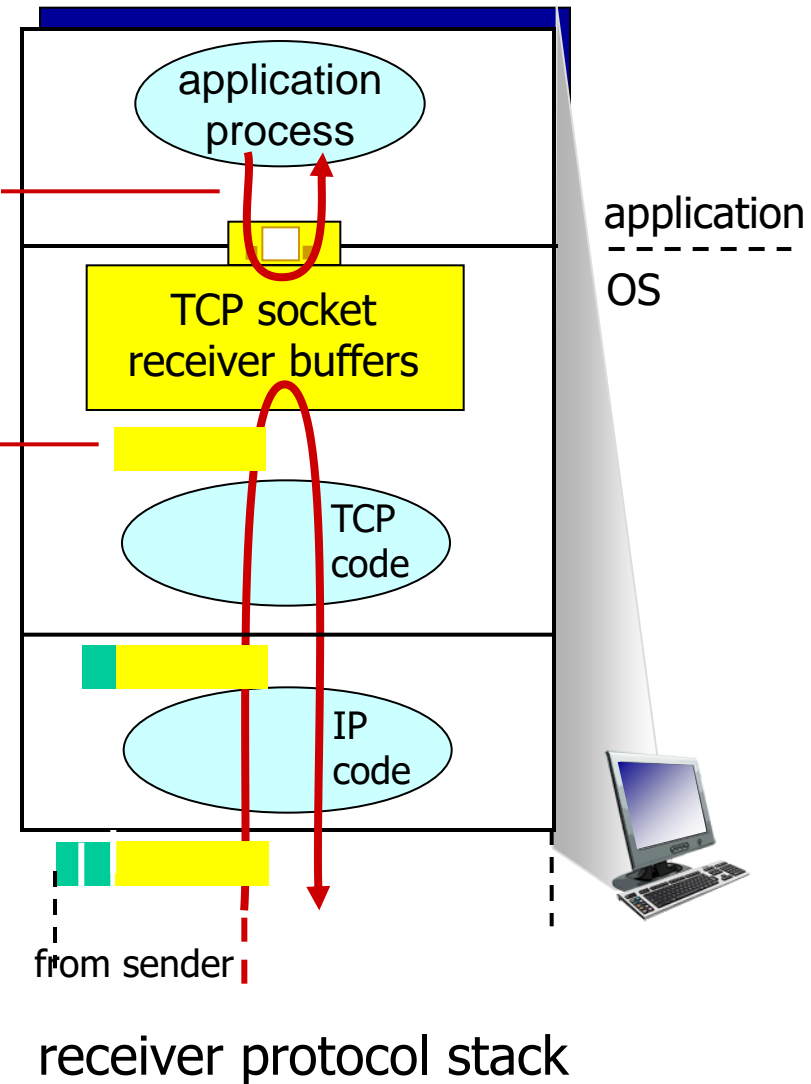 application
process
application
OS
TCP socket
receiver buffers
TCP
code
IP
code
from sender
receiver protocol stack